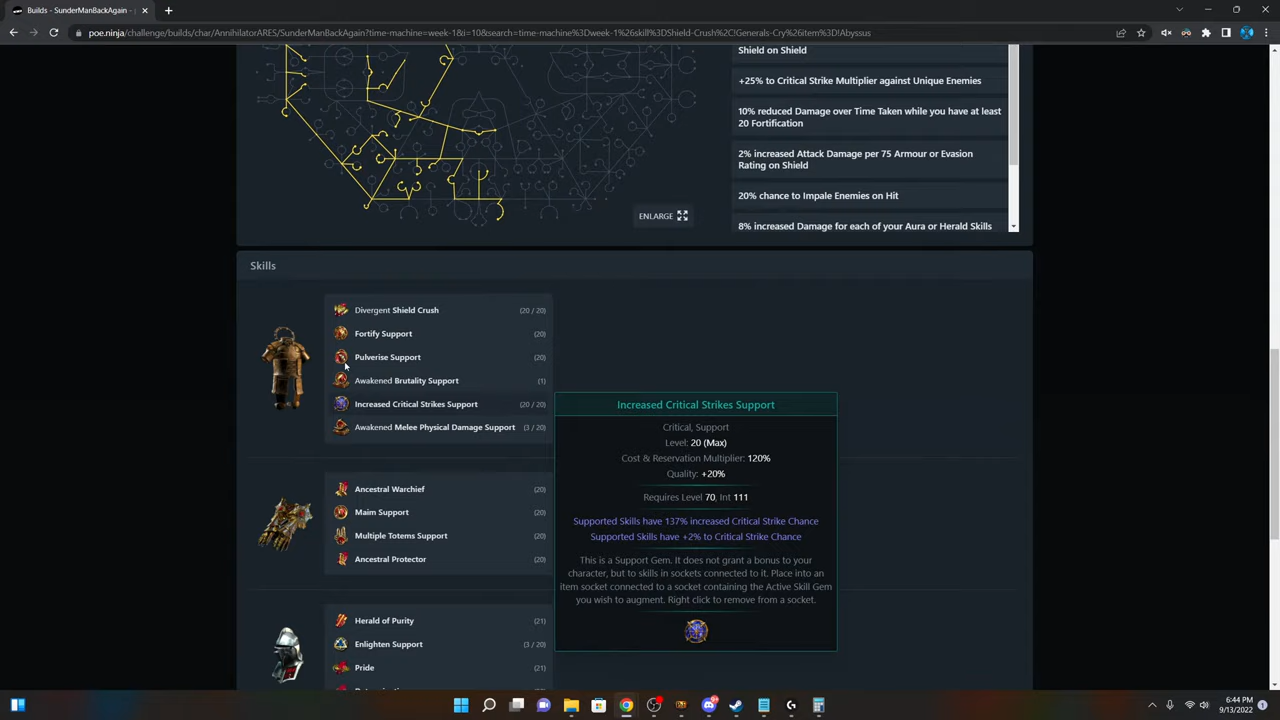 Builds - SunderManBackAgain -
poe.ninja/challenge/builds/char/AnnihilatorARES/SunderManBackAgain?time-machine=week-1&i=10&search=time-machine%3Dweek-1%26skill%3DShield-Crush%2C!Generals-Cry%26item%3D!Abyssus
Shield on Shield
+25% to Critical Strike Multiplier against Unique Enemies
10% reduced Damage over Time Taken while you have at least
20 Fortification
2% increased Attack Damage per 75 Armour or Evasion
Rating on Shield
20% chance to Impale Enemies on Hit
8% increased Damage for each of your Aura or Herald Skills
ENLARGE
Skills
Divergent Shield Crush (20 / 20)
Fortify Support (20)
Pulverise Support (20)
Awakened Brutality Support (1)
Increased Critical Strikes Support (20 / 20)
Awakened Melee Physical Damage Support (3 / 20)
Ancestral Warchief (20)
Maim Support (20)
Multiple Totems Support (20)
Ancestral Protector (20)
Herald of Purity (21)
Enlighten Support (3 / 20)
Pride (21)
Increased Critical Strikes Support
Critical, Support
Level: 20 (Max)
Cost & Reservation Multiplier: 120%
Quality: +20%
Requires Level 70, Int 111
Supported Skills have 137% increased Critical Strike Chance
Supported Skills have +2% to Critical Strike Chance
This is a Support Gem. It does not grant a bonus to your
character, but to skills in sockets connected to it. Place into an
item socket connected to a socket containing the Active Skill Gem
you wish to augment. Right click to remove from a socket.
6:44 PM
9/13/2022